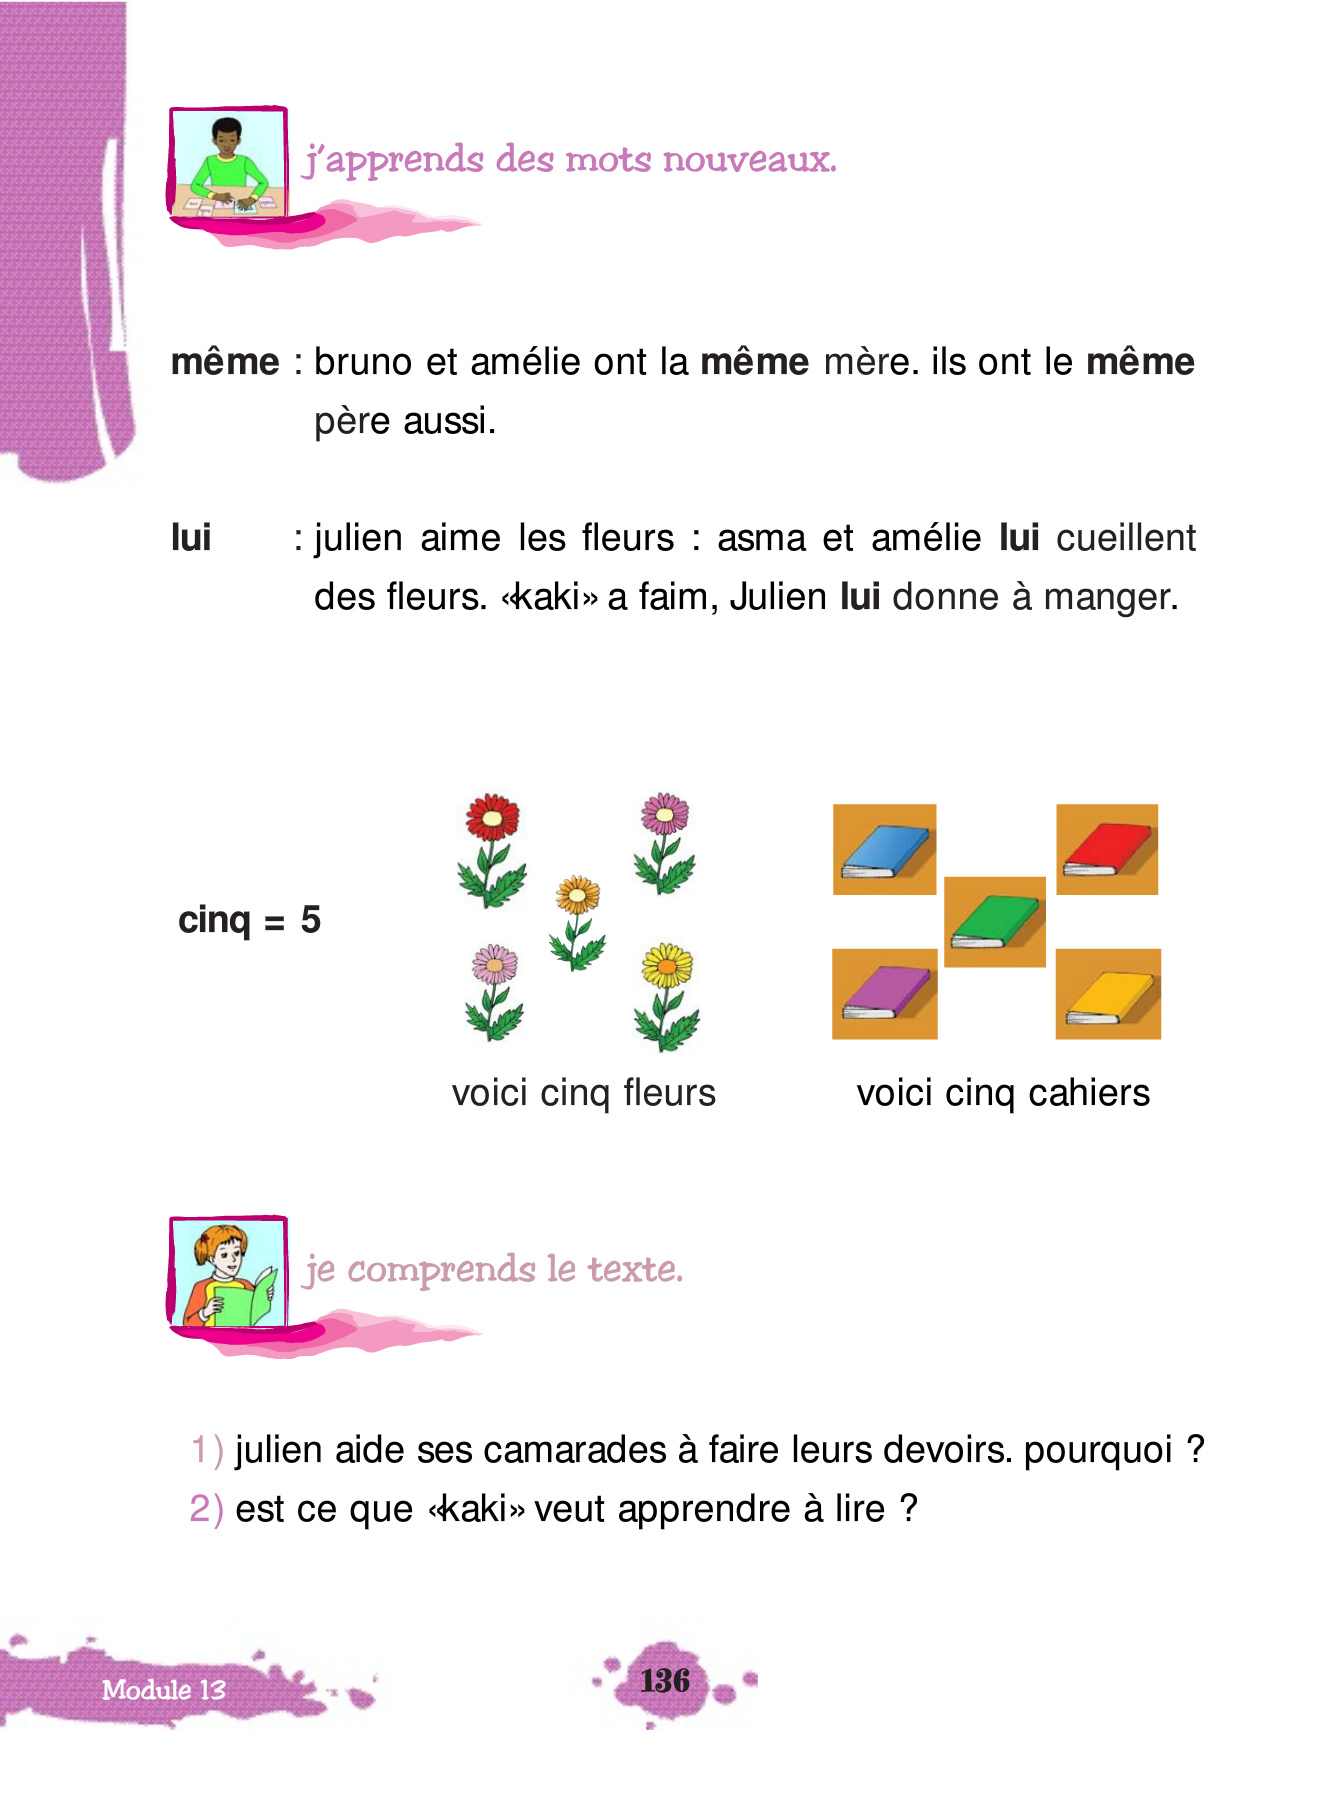 j'apprends des mots nouveaux.
même : bruno et amélie ont la même mère. ils ont le même
père aussi.
lui : julien aime les fleurs : asma et amélie lui cueillent
des fleurs. «kaki» a faim, Julien lui donne à manger.
cinq = 5
voici cinq fleurs
voici cinq cahiers
je comprends le texte.
1) julien aide ses camarades à faire leurs devoirs. pourquoi ?
2) est ce que «kaki» veut apprendre à lire ?
Module 13
136